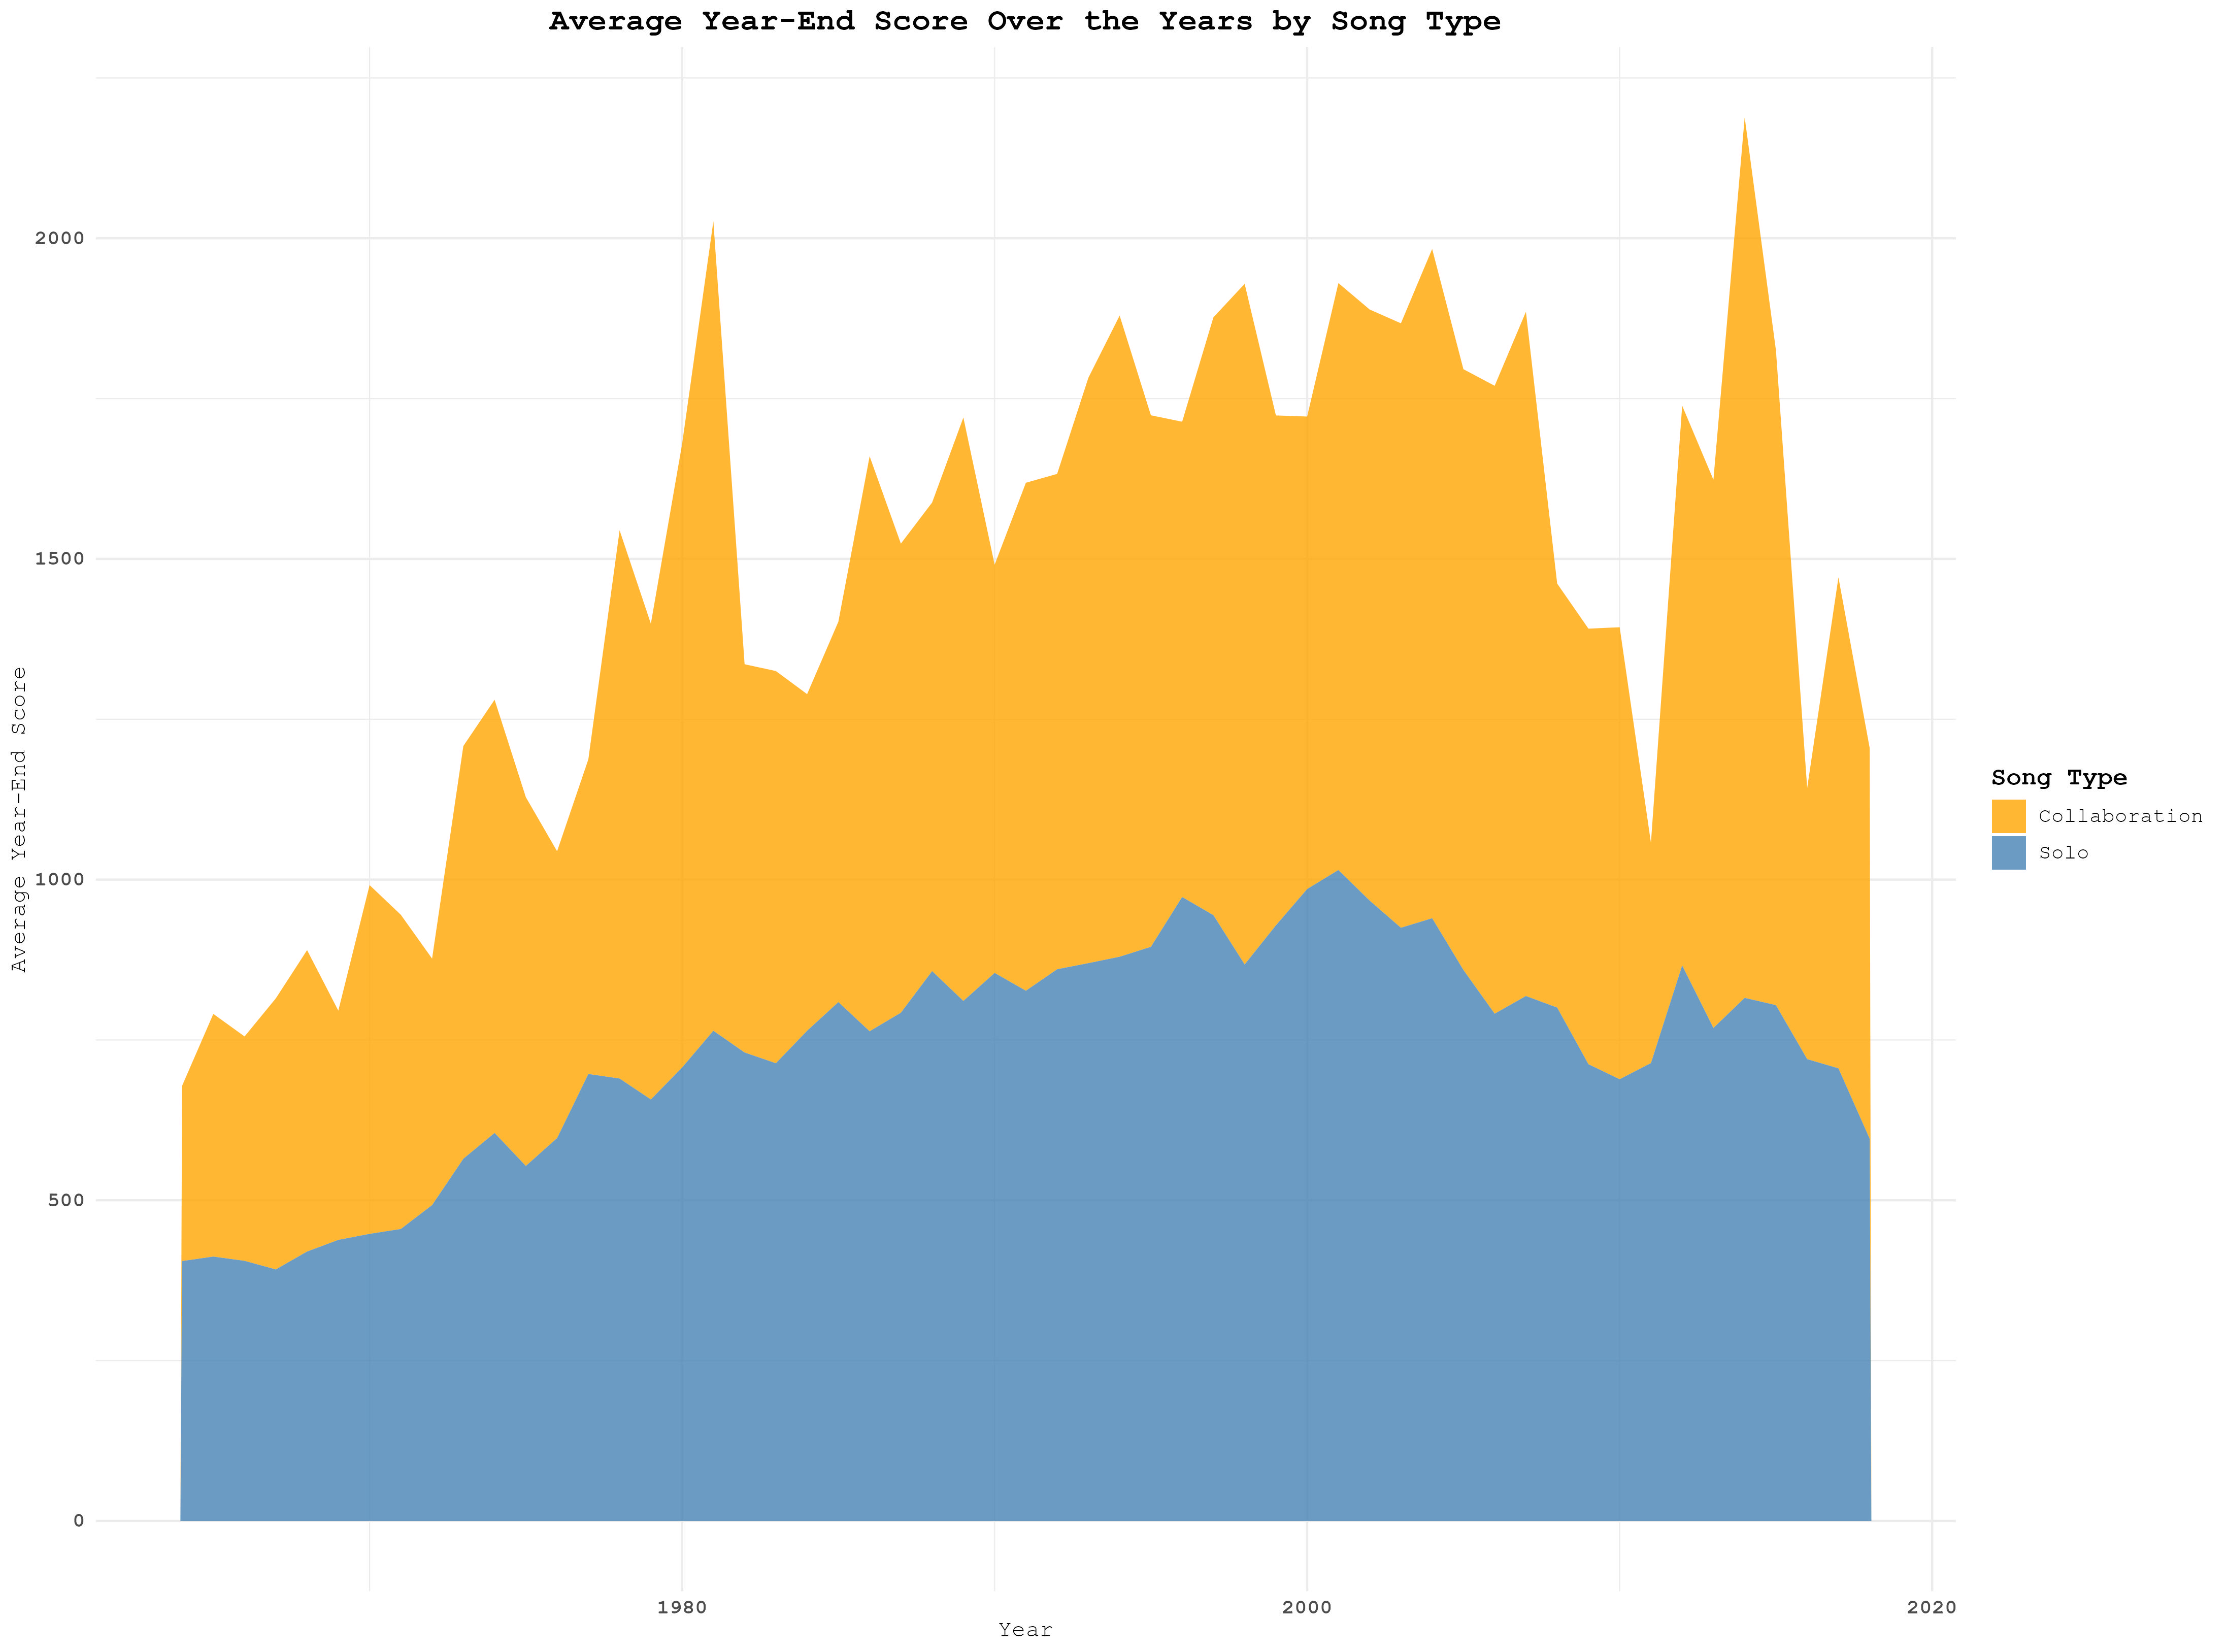 Average Year-End Score Over the Years by Song Type
Average Year-End Score
2000
1500
1000
500
0
1980
2000
2020
Year
Song Type
Collaboration
Solo